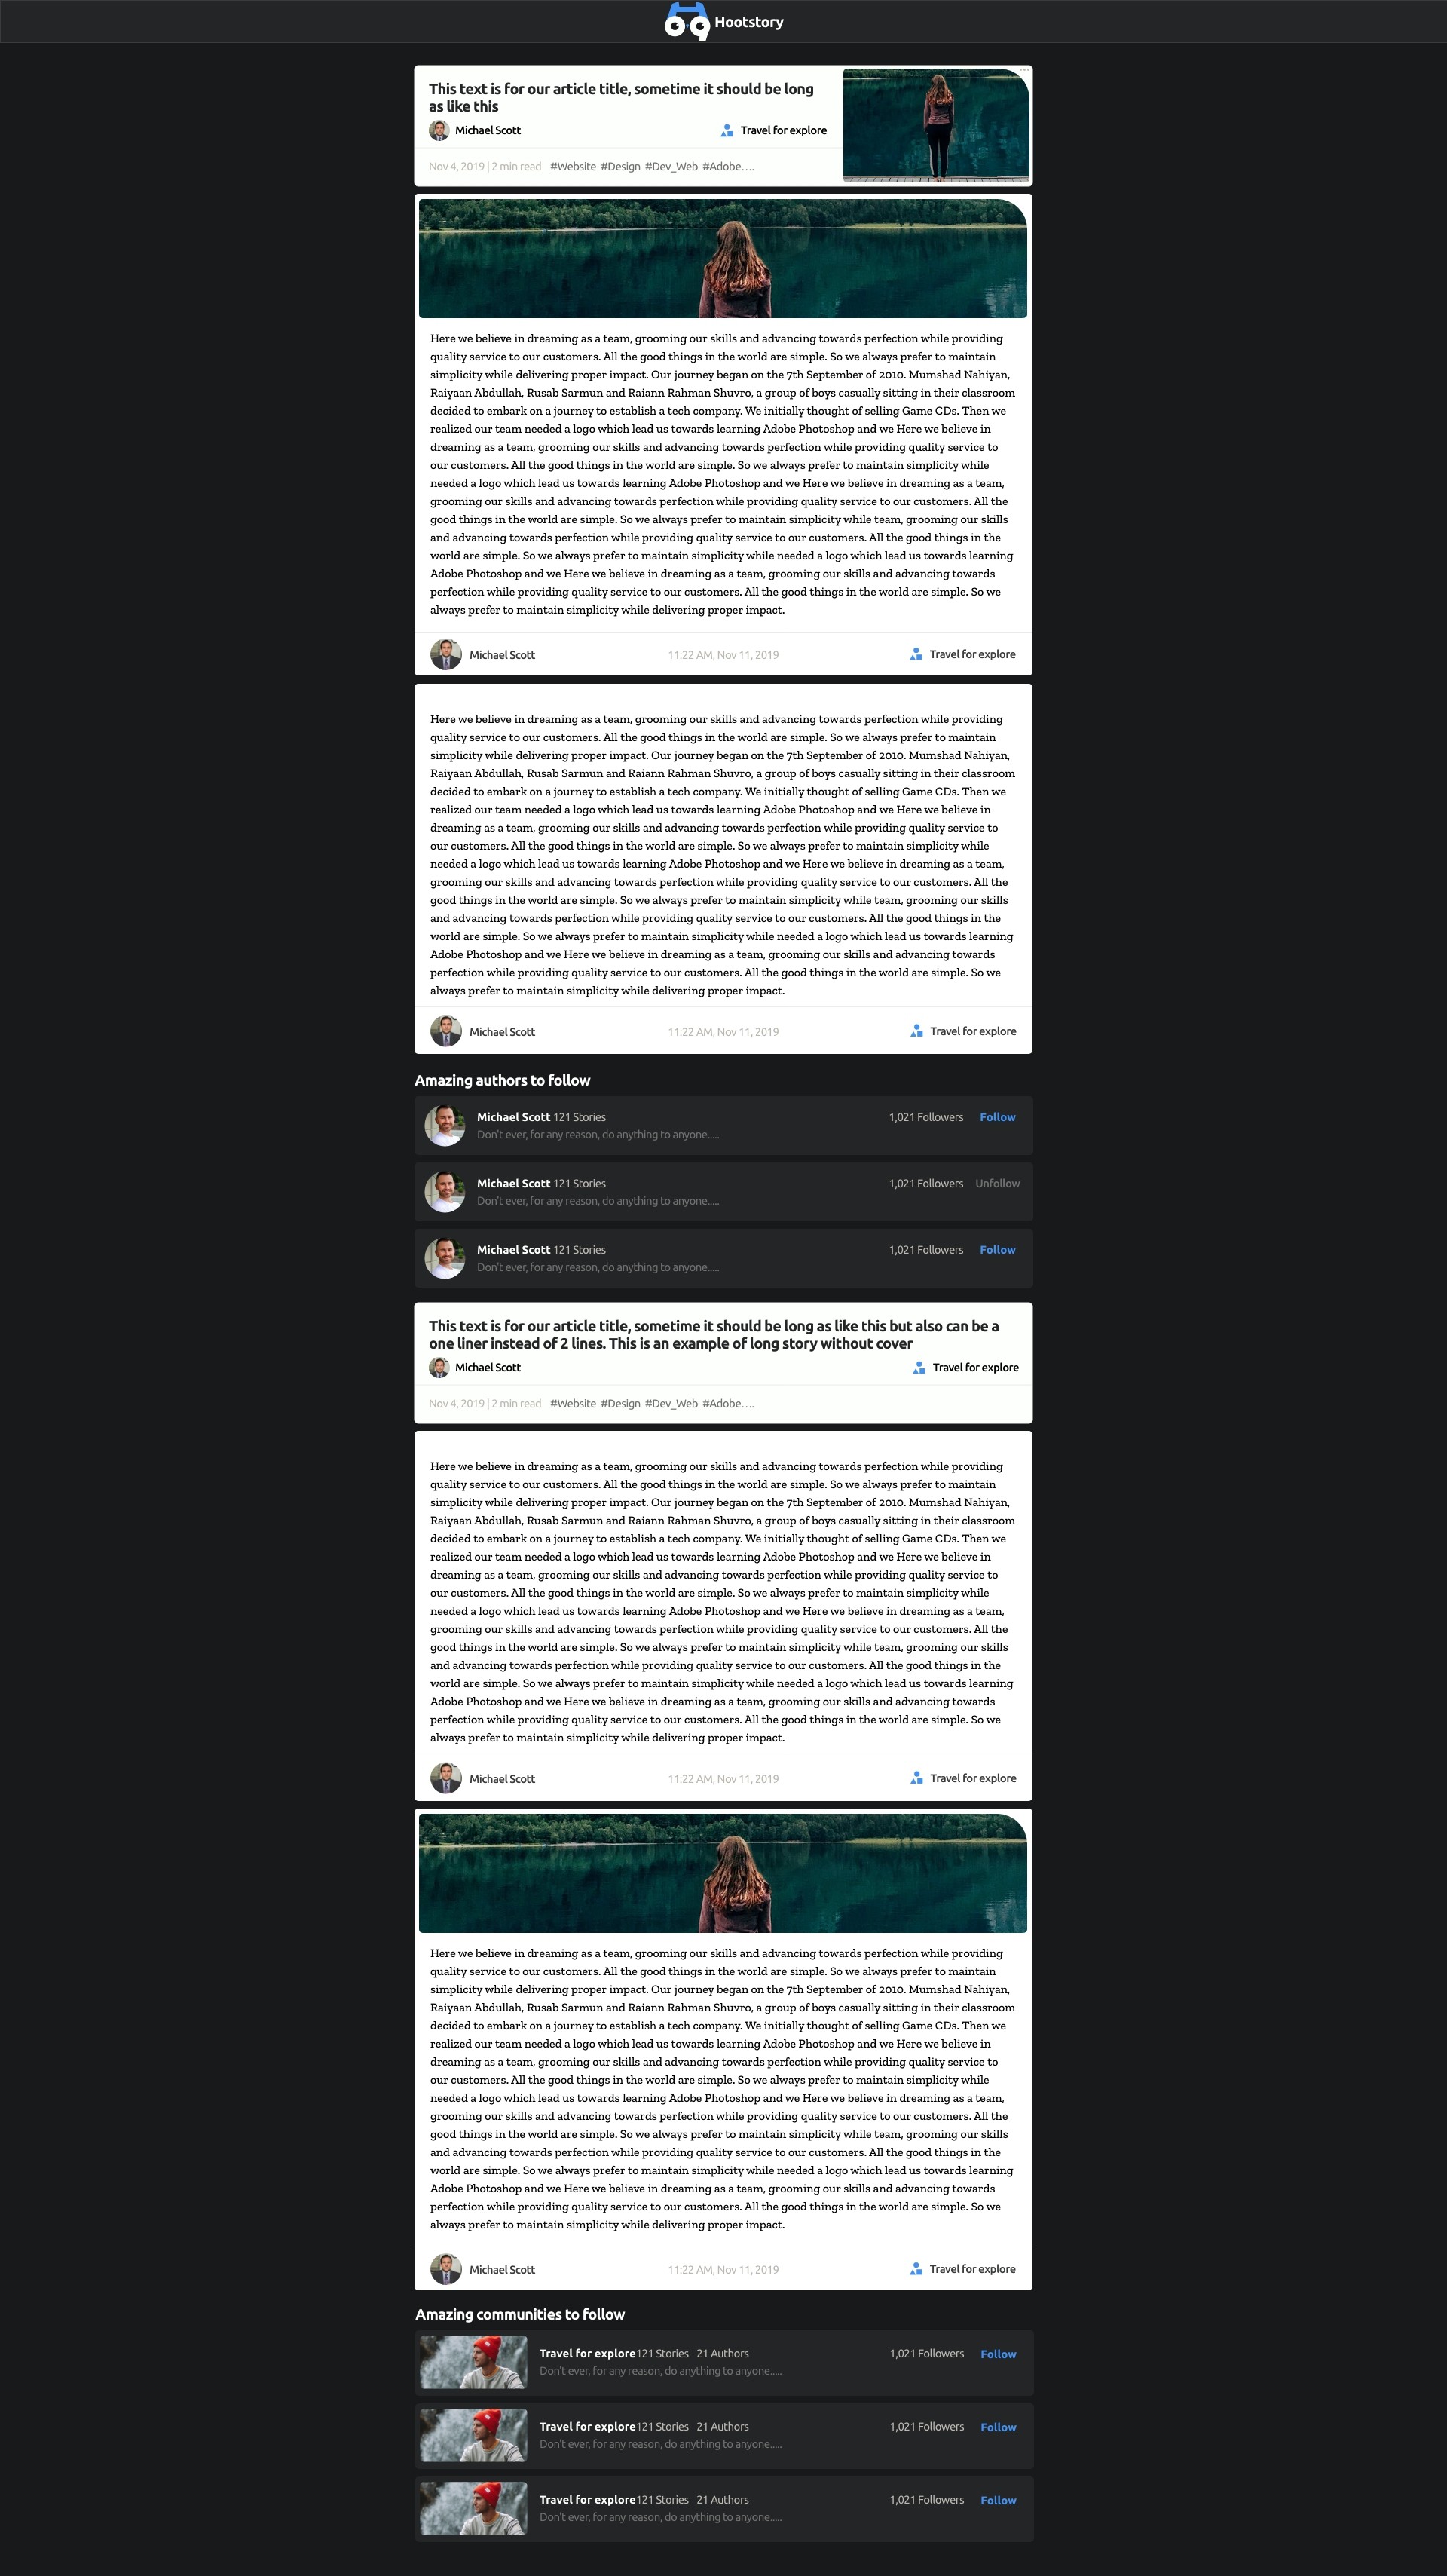 Hootstory
This text is for our article title, sometime it should be long
as like this
Michael Scott
Travel for explore
Nov 4, 2019 | 2 min read #Website #Design #Dev_Web #Adobe….
Here we believe in dreaming as a team, grooming our skills and advancing towards perfection while providing
quality service to our customers. All the good things in the world are simple. So we always prefer to maintain
simplicity while delivering proper impact. Our journey began on the 7th September of 2010. Mumshad Nahiyan,
Raiyaan Abdullah, Rusab Sarmun and Raiann Rahman Shuvro, a group of boys casually sitting in their classroom
decided to embark on a journey to establish a tech company. We initially thought of selling Game CDs. Then we
realized our team needed a logo which lead us towards learning Adobe Photoshop and we Here we believe in
dreaming as a team, grooming our skills and advancing towards perfection while providing quality service to
our customers. All the good things in the world are simple. So we always prefer to maintain simplicity while
needed a logo which lead us towards learning Adobe Photoshop and we Here we believe in dreaming as a team,
grooming our skills and advancing towards perfection while providing quality service to our customers. All the
good things in the world are simple. So we always prefer to maintain simplicity while team, grooming our skills
and advancing towards perfection while providing quality service to our customers. All the good things in the
world are simple. So we always prefer to maintain simplicity while needed a logo which lead us towards learning
Adobe Photoshop and we Here we believe in dreaming as a team, grooming our skills and advancing towards
perfection while providing quality service to our customers. All the good things in the world are simple. So we
always prefer to maintain simplicity while delivering proper impact.
Michael Scott
11:22 AM, Nov 11, 2019
Travel for explore
Here we believe in dreaming as a team, grooming our skills and advancing towards perfection while providing
quality service to our customers. All the good things in the world are simple. So we always prefer to maintain
simplicity while delivering proper impact. Our journey began on the 7th September of 2010. Mumshad Nahiyan,
Raiyaan Abdullah, Rusab Sarmun and Raiann Rahman Shuvro, a group of boys casually sitting in their classroom
decided to embark on a journey to establish a tech company. We initially thought of selling Game CDs. Then we
realized our team needed a logo which lead us towards learning Adobe Photoshop and we Here we believe in
dreaming as a team, grooming our skills and advancing towards perfection while providing quality service to
our customers. All the good things in the world are simple. So we always prefer to maintain simplicity while
needed a logo which lead us towards learning Adobe Photoshop and we Here we believe in dreaming as a team,
grooming our skills and advancing towards perfection while providing quality service to our customers. All the
good things in the world are simple. So we always prefer to maintain simplicity while team, grooming our skills
and advancing towards perfection while providing quality service to our customers. All the good things in the
world are simple. So we always prefer to maintain simplicity while needed a logo which lead us towards learning
Adobe Photoshop and we Here we believe in dreaming as a team, grooming our skills and advancing towards
perfection while providing quality service to our customers. All the good things in the world are simple. So we
always prefer to maintain simplicity while delivering proper impact.
Michael Scott
11:22 AM, Nov 11, 2019
Travel for explore
Amazing authors to follow
Michael Scott 121 Stories
1,021 Followers
Follow
Don't ever, for any reason, do anything to anyone.....
Michael Scott 121 Stories
1,021 Followers
Unfollow
Don't ever, for any reason, do anything to anyone.....
Michael Scott 121 Stories
1,021 Followers
Follow
Don't ever, for any reason, do anything to anyone.....
This text is for our article title, sometime it should be long as like this but also can be a
one liner instead of 2 lines. This is an example of long story without cover
Michael Scott
Travel for explore
Nov 4, 2019 | 2 min read #Website #Design #Dev_Web #Adobe….
Here we believe in dreaming as a team, grooming our skills and advancing towards perfection while providing
quality service to our customers. All the good things in the world are simple. So we always prefer to maintain
simplicity while delivering proper impact. Our journey began on the 7th September of 2010. Mumshad Nahiyan,
Raiyaan Abdullah, Rusab Sarmun and Raiann Rahman Shuvro, a group of boys casually sitting in their classroom
decided to embark on a journey to establish a tech company. We initially thought of selling Game CDs. Then we
realized our team needed a logo which lead us towards learning Adobe Photoshop and we Here we believe in
dreaming as a team, grooming our skills and advancing towards perfection while providing quality service to
our customers. All the good things in the world are simple. So we always prefer to maintain simplicity while
needed a logo which lead us towards learning Adobe Photoshop and we Here we believe in dreaming as a team,
grooming our skills and advancing towards perfection while providing quality service to our customers. All the
good things in the world are simple. So we always prefer to maintain simplicity while team, grooming our skills
and advancing towards perfection while providing quality service to our customers. All the good things in the
world are simple. So we always prefer to maintain simplicity while needed a logo which lead us towards learning
Adobe Photoshop and we Here we believe in dreaming as a team, grooming our skills and advancing towards
perfection while providing quality service to our customers. All the good things in the world are simple. So we
always prefer to maintain simplicity while delivering proper impact.
Michael Scott
11:22 AM, Nov 11, 2019
Travel for explore
Here we believe in dreaming as a team, grooming our skills and advancing towards perfection while providing
quality service to our customers. All the good things in the world are simple. So we always prefer to maintain
simplicity while delivering proper impact. Our journey began on the 7th September of 2010. Mumshad Nahiyan,
Raiyaan Abdullah, Rusab Sarmun and Raiann Rahman Shuvro, a group of boys casually sitting in their classroom
decided to embark on a journey to establish a tech company. We initially thought of selling Game CDs. Then we
realized our team needed a logo which lead us towards learning Adobe Photoshop and we Here we believe in
dreaming as a team, grooming our skills and advancing towards perfection while providing quality service to
our customers. All the good things in the world are simple. So we always prefer to maintain simplicity while
needed a logo which lead us towards learning Adobe Photoshop and we Here we believe in dreaming as a team,
grooming our skills and advancing towards perfection while providing quality service to our customers. All the
good things in the world are simple. So we always prefer to maintain simplicity while team, grooming our skills
and advancing towards perfection while providing quality service to our customers. All the good things in the
world are simple. So we always prefer to maintain simplicity while needed a logo which lead us towards learning
Adobe Photoshop and we Here we believe in dreaming as a team, grooming our skills and advancing towards
perfection while providing quality service to our customers. All the good things in the world are simple. So we
always prefer to maintain simplicity while delivering proper impact.
Michael Scott
11:22 AM, Nov 11, 2019
Travel for explore
Amazing communities to follow
Travel for explore121 Stories 21 Authors
1,021 Followers
Follow
Don't ever, for any reason, do anything to anyone.....
Travel for explore121 Stories 21 Authors
1,021 Followers
Follow
Don't ever, for any reason, do anything to anyone.....
Travel for explore121 Stories 21 Authors
1,021 Followers
Follow
Don't ever, for any reason, do anything to anyone.....